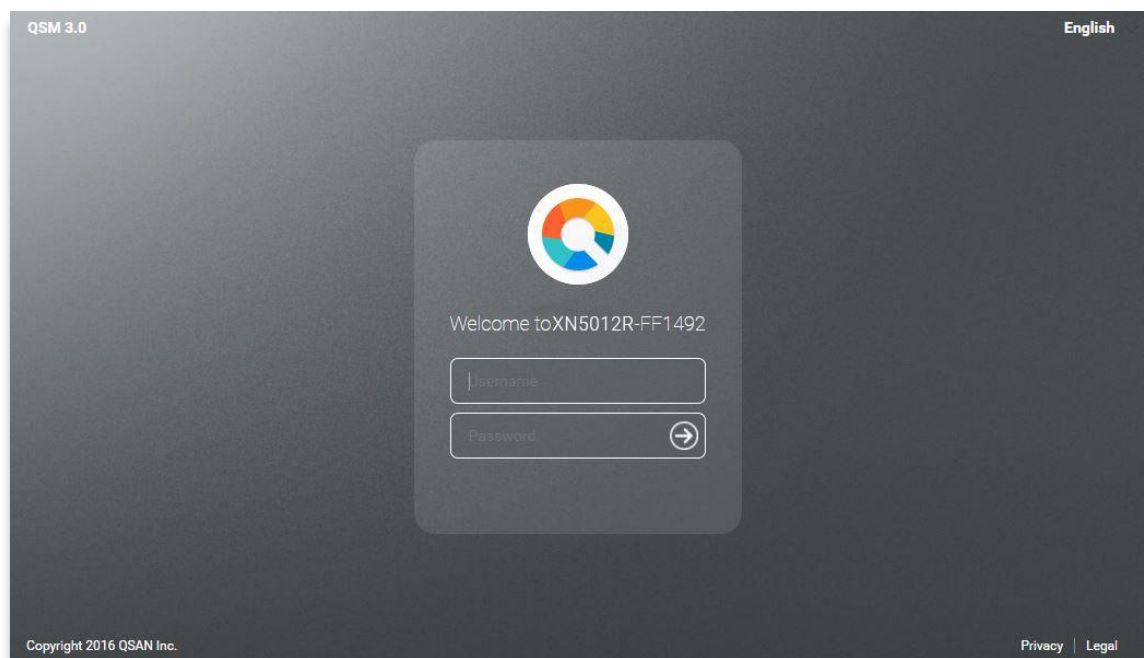 QSM 3.0
English
Welcome toXN5012R-FF1492
Username
Password
Copyright 2016 QSAN Inc.
Privacy | Legal